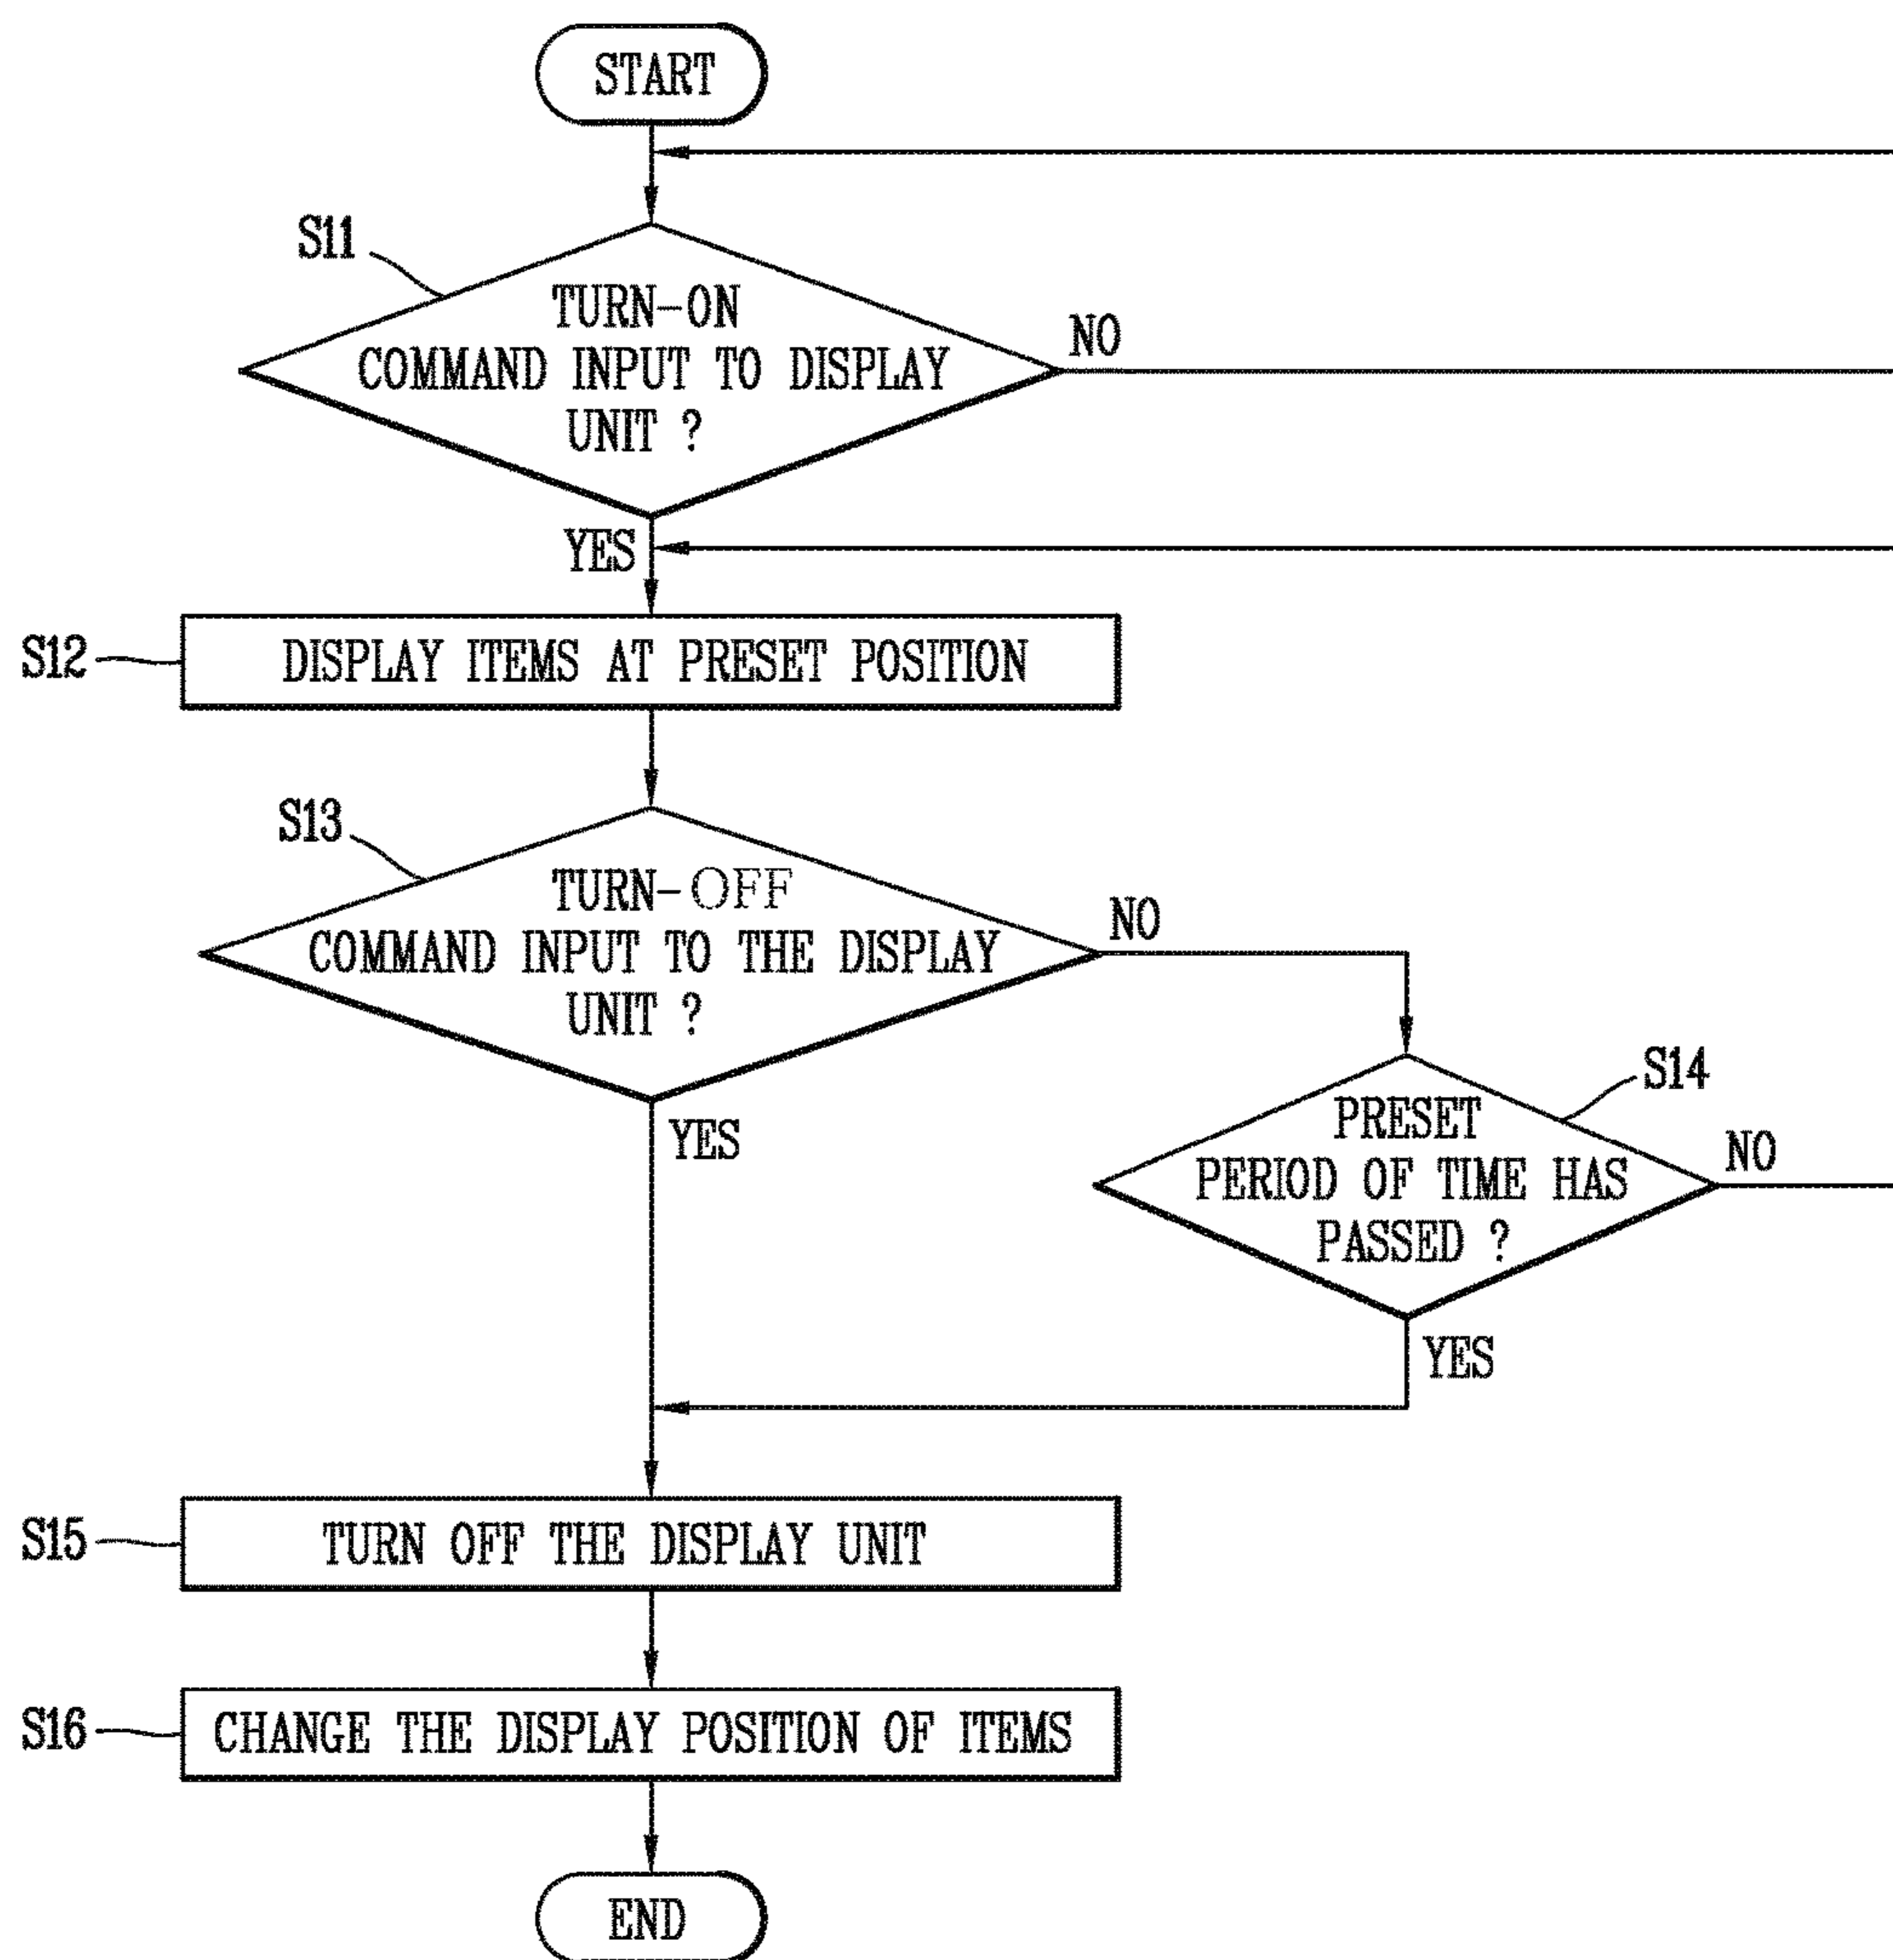 START
S11
TURN-ON
COMMAND INPUT TO DISPLAY
UNIT ?
NO
YES
S12
DISPLAY ITEMS AT PRESET POSITION
S13
TURN-OFF
COMMAND INPUT TO THE DISPLAY
UNIT ?
NO
YES
S14
PRESET
PERIOD OF TIME HAS
PASSED ?
NO
YES
S15
TURN OFF THE DISPLAY UNIT
S16
CHANGE THE DISPLAY POSITION OF ITEMS
END